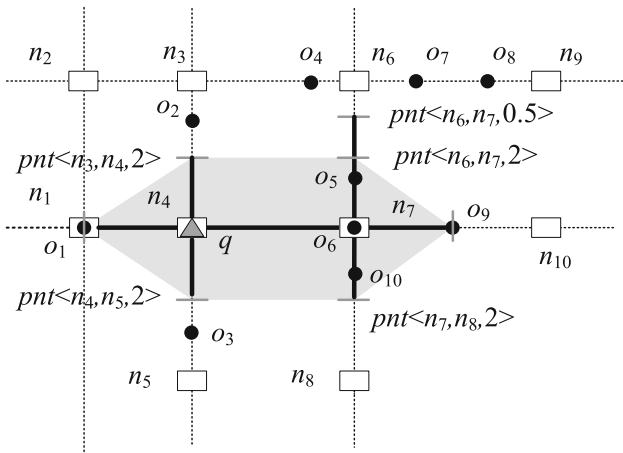 n2 n3 o4 n6 o7 o8 n9
o2
pnt<n6,n7,0.5>
pnt<n3,n4,2> pnt<n6,n7,2>
n1 n4 o5 n7 o9
o1 q o6 n10
o10
pnt<n4,n5,2> pnt<n7,n8,2>
o3
n5 n8